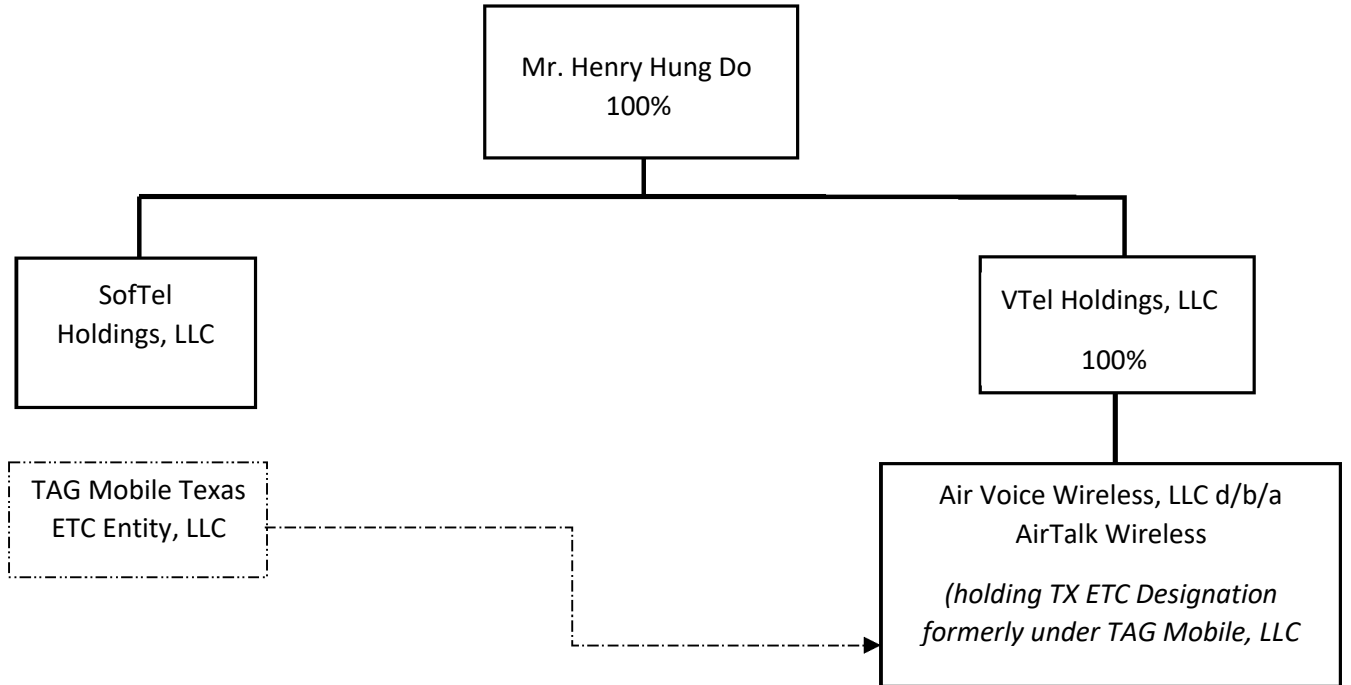 Mr. Henry Hung Do
100%
SofTel
Holdings, LLC
VTel Holdings, LLC
100%
TAG Mobile Texas
ETC Entity, LLC
Air Voice Wireless, LLC d/b/a
AirTalk Wireless
(holding TX ETC Designation
formerly under TAG Mobile, LLC